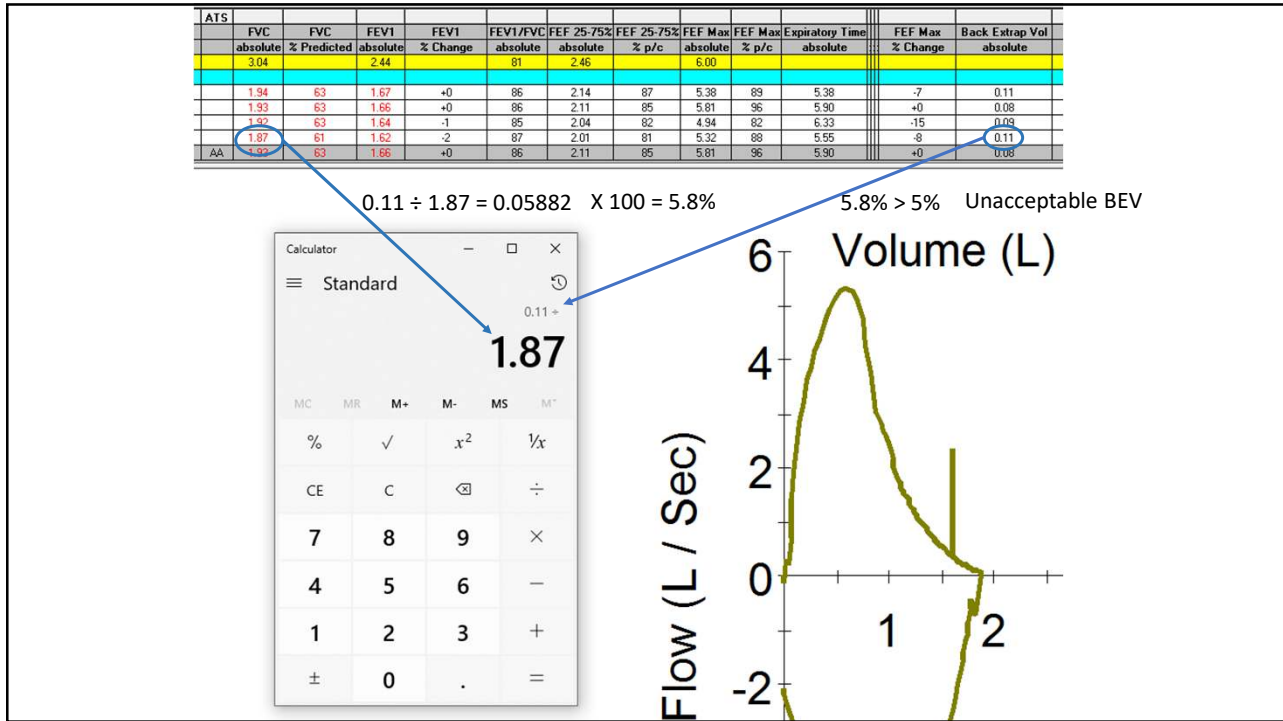 ATS
FVC FVC FEV1 FEV1 FEV1/FVC FEF 25-75% FEF 25-75% FEF Max FEF Max Expiratory Time FEF Max Back Extrap Vol
absolute % Predicted absolute % Change absolute absolute % p/c absolute % p/c absolute % Change absolute
3.04 2.44 81 2.46 6.00
1.94 63 1.67 +0 86 2.14 87 5.38 89 5.38 -7 0.11
1.93 63 1.66 +0 86 2.11 85 5.81 96 5.90 +0 0.08
1.92 63 1.64 -1 85 2.04 82 4.94 82 6.33 -15 0.09
1.87 61 1.62 -2 87 2.01 81 5.32 88 5.55 -8 0.11
AA 1.93 63 1.66 +0 86 2.11 85 5.81 96 5.90 +0 0.08
0.11 ÷ 1.87 = 0.05882 X 100 = 5.8% 5.8% > 5% Unacceptable BEV
Calculator
Standard
0.11 ÷
1.87
MC MR M+ M- MS M˅
% √ x² ⅟x
CE C ⌫ ÷
7 8 9 ×
4 5 6 −
1 2 3 +
± 0 . =
Volume (L)
Flow (L / Sec)
6
4
2
0
-2
1 2